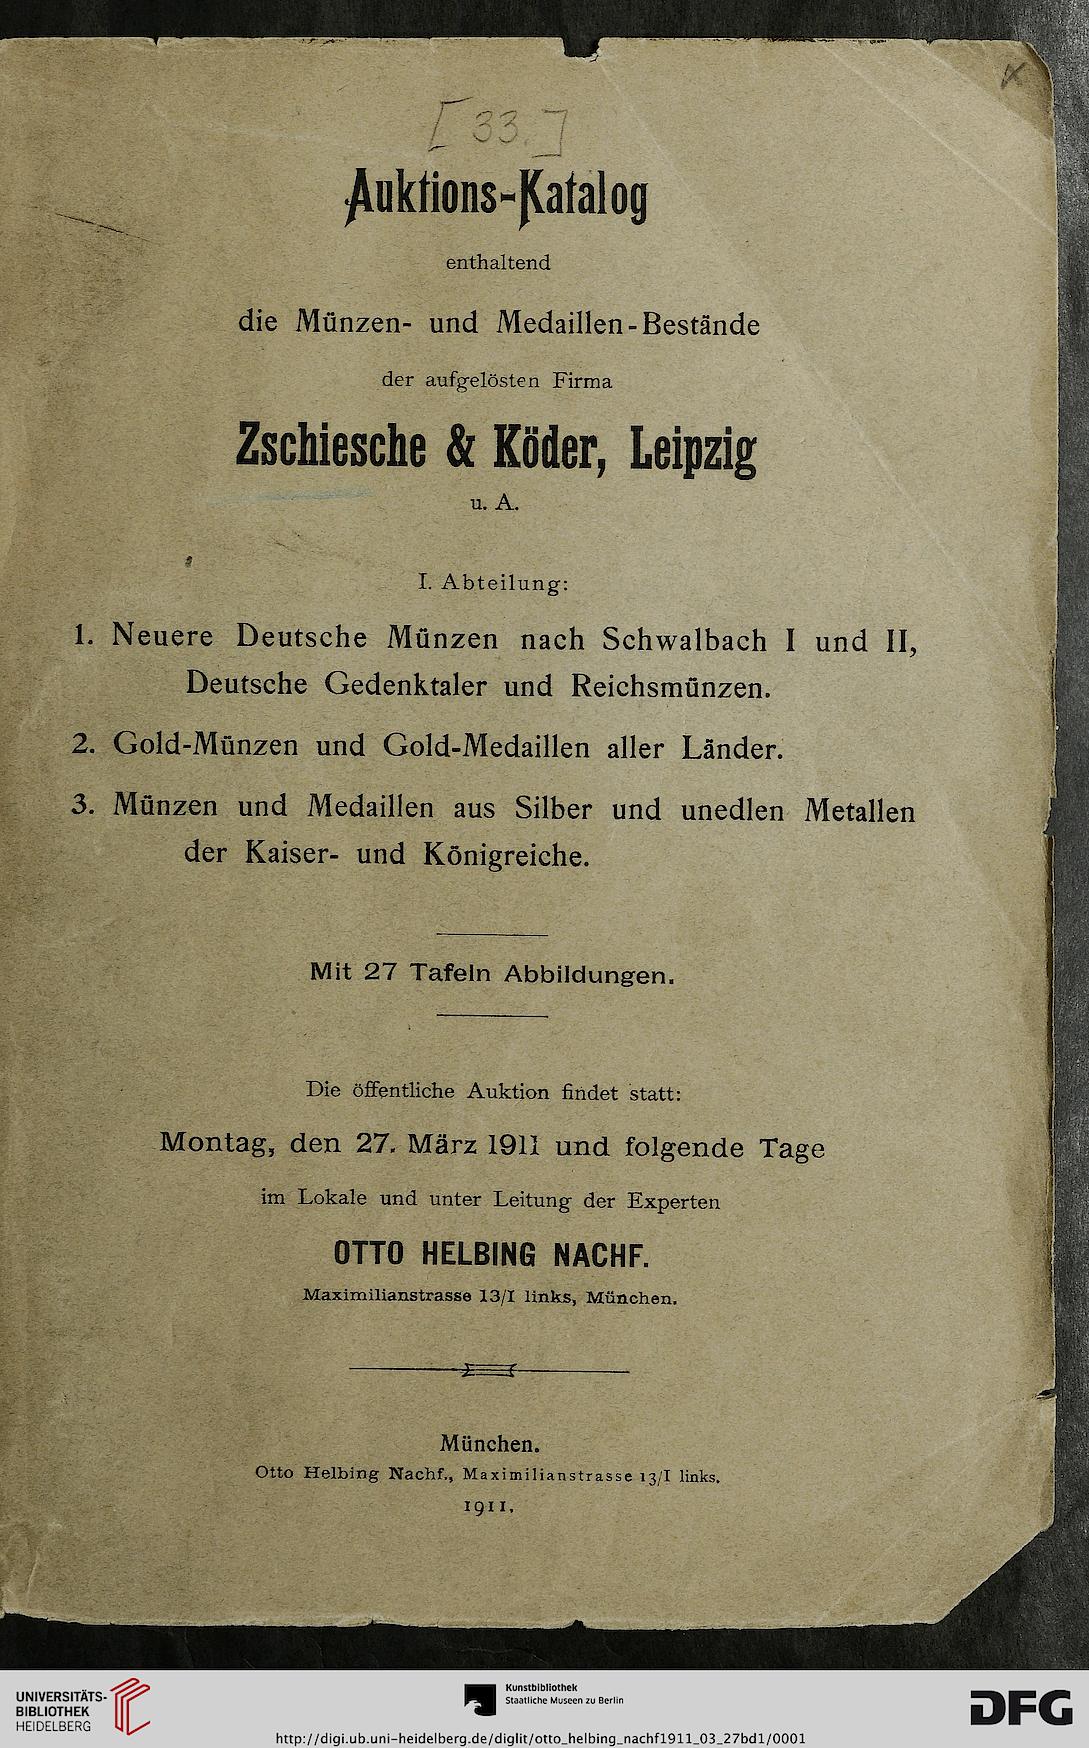 [33.]
Auktions-Katalog
enthaltend
die Münzen- und Medaillen-Bestände
der aufgelösten Firma
Zschiesche & Köder, Leipzig
u. A.
I. Abteilung:
1. Neuere Deutsche Münzen nach Schwalbach I und II,
Deutsche Gedenktaler und Reichsmünzen.
2. Gold-Münzen und Gold-Medaillen aller Länder.
3. Münzen und Medaillen aus Silber und unedlen Metallen
der Kaiser- und Königreiche.
Mit 27 Tafeln Abbildungen.
Die öffentliche Auktion findet statt:
Montag, den 27. März 1911 und folgende Tage
im Lokale und unter Leitung der Experten
OTTO HELBING NACHF.
Maximilianstrasse 13/I links, München.
München.
Otto Helbing Nachf., Maximilianstrasse 13/I links.
1911.
UNIVERSITÄTS-
BIBLIOTHEK
HEIDELBERG
Kunstbibliothek
Staatliche Museen zu Berlin
DFG
http://digi.ub.uni-heidelberg.de/diglit/otto_helbing_nachf1911_03_27bd1/0001